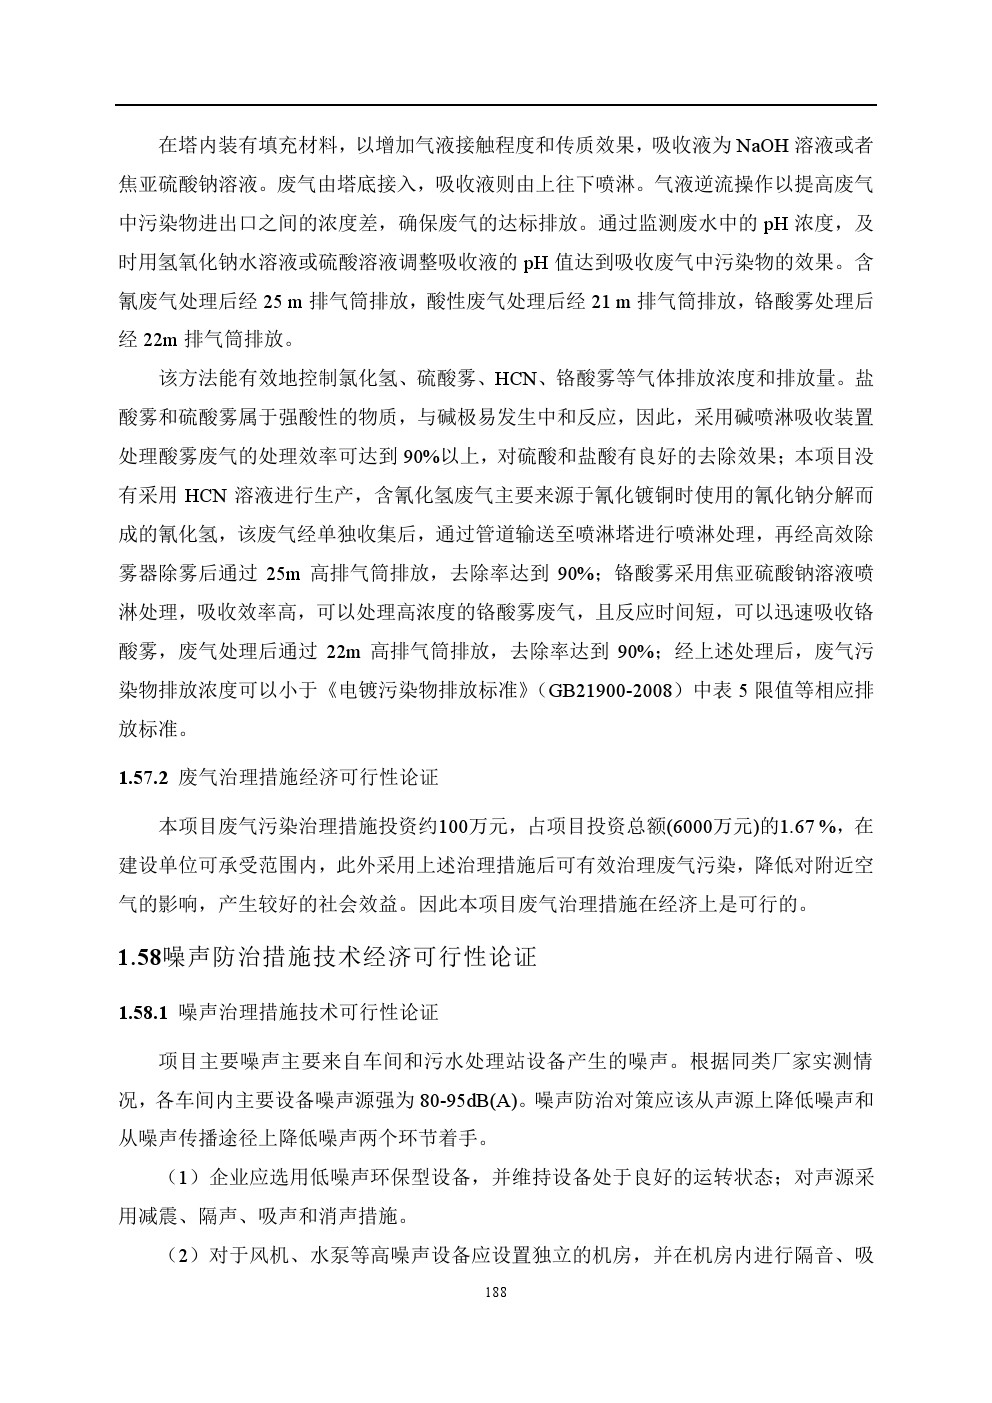 在塔内装有填充材料，以增加气液接触程度和传质效果，吸收液为 NaOH 溶液或者
焦亚硫酸钠溶液。废气由塔底接入，吸收液则由上往下喷淋。气液逆流操作以提高废气
中污染物进出口之间的浓度差，确保废气的达标排放。通过监测废水中的 pH 浓度，及
时用氢氧化钠水溶液或硫酸溶液调整吸收液的 pH 值达到吸收废气中污染物的效果。含
氰废气处理后经 25 m 排气筒排放，酸性废气处理后经 21 m 排气筒排放，铬酸雾处理后
经 22m 排气筒排放。
该方法能有效地控制氯化氢、硫酸雾、HCN、铬酸雾等气体排放浓度和排放量。盐
酸雾和硫酸雾属于强酸性的物质，与碱极易发生中和反应，因此，采用碱喷淋吸收装置
处理酸雾废气的处理效率可达到 90%以上，对硫酸和盐酸有良好的去除效果；本项目没
有采用 HCN 溶液进行生产，含氰化氢废气主要来源于氰化镀铜时使用的氰化钠分解而
成的氰化氢，该废气经单独收集后，通过管道输送至喷淋塔进行喷淋处理，再经高效除
雾器除雾后通过 25m 高排气筒排放，去除率达到 90%；铬酸雾采用焦亚硫酸钠溶液喷
淋处理，吸收效率高，可以处理高浓度的铬酸雾废气，且反应时间短，可以迅速吸收铬
酸雾，废气处理后通过 22m 高排气筒排放，去除率达到 90%；经上述处理后，废气污
染物排放浓度可以小于《电镀污染物排放标准》（GB21900-2008）中表 5 限值等相应排
放标准。
1.57.2 废气治理措施经济可行性论证
本项目废气污染治理措施投资约100万元，占项目投资总额(6000万元)的1.67 %，在
建设单位可承受范围内，此外采用上述治理措施后可有效治理废气污染，降低对附近空
气的影响，产生较好的社会效益。因此本项目废气治理措施在经济上是可行的。
1.58噪声防治措施技术经济可行性论证
1.58.1 噪声治理措施技术可行性论证
项目主要噪声主要来自车间和污水处理站设备产生的噪声。根据同类厂家实测情
况，各车间内主要设备噪声源强为 80-95dB(A)。噪声防治对策应该从声源上降低噪声和
从噪声传播途径上降低噪声两个环节着手。
（1）企业应选用低噪声环保型设备，并维持设备处于良好的运转状态；对声源采
用减震、隔声、吸声和消声措施。
（2）对于风机、水泵等高噪声设备应设置独立的机房，并在机房内进行隔音、吸
188